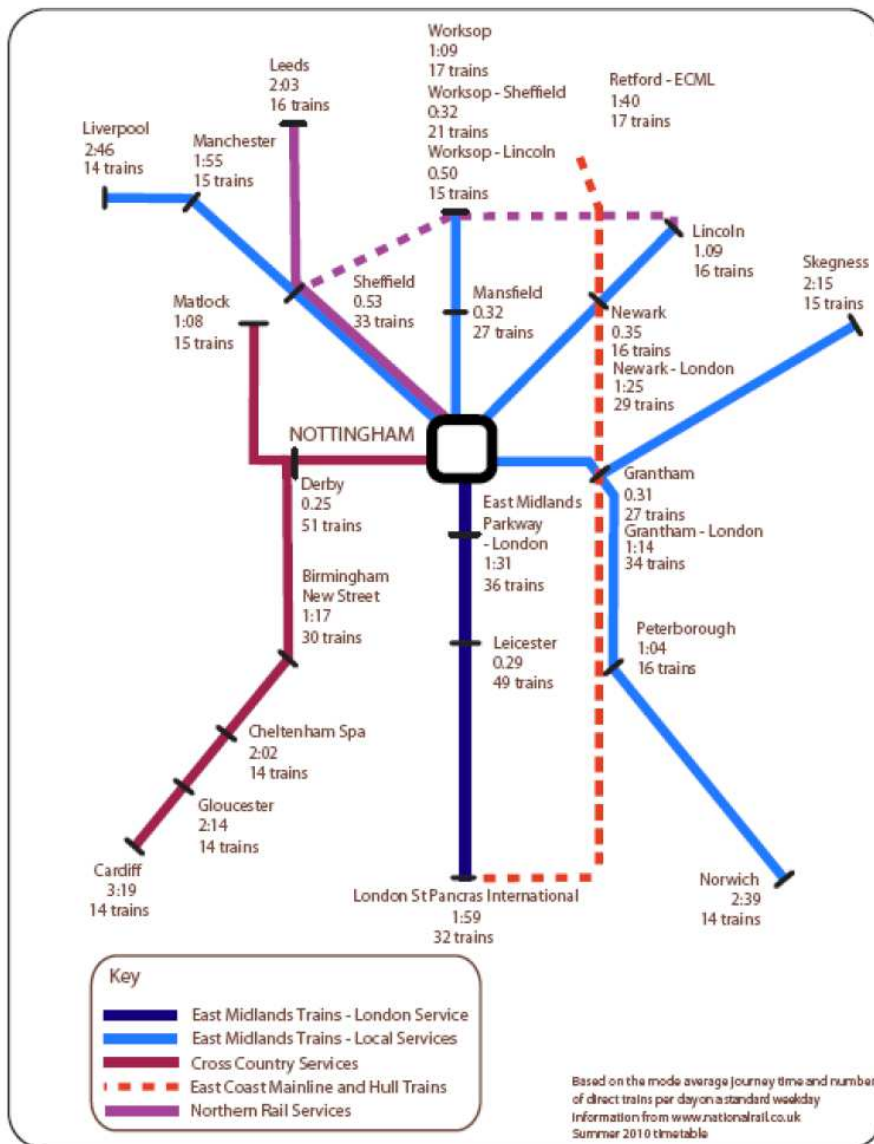 Worksop
1:09
17 trains
Worksop - Sheffield
0:32
21 trains
Worksop - Lincoln
0.50
15 trains
Retford - ECML
1:40
17 trains
Leeds
2:03
16 trains
Liverpool
2:46
14 trains
Manchester
1:55
15 trains
Lincoln
1.09
16 trains
Skegness
2:15
15 trains
Matlock
1:08
15 trains
Sheffield
0.53
33 trains
Mansfield
0.32
27 trains
Newark
0.35
16 trains
Newark - London
1:25
29 trains
NOTTINGHAM
Derby
0.25
51 trains
East Midlands
Parkway
- London
1:31
36 trains
Grantham
0.31
27 trains
Grantham - London
1:14
34 trains
Birmingham
New Street
1:17
30 trains
Leicester
0.29
49 trains
Peterborough
1:04
16 trains
Cheltenham Spa
2:02
14 trains
Gloucester
2:14
14 trains
Cardiff
3:19
14 trains
London St Pancras International
1:59
32 trains
Norwich
2:39
14 trains
Key
East Midlands Trains - London Service
East Midlands Trains - Local Services
Cross Country Services
East Coast Mainline and Hull Trains
Northern Rail Services
Based on the mode average journey time and number
of direct trains per day on a standard weekday
information from www.nationalrail.co.uk
Summer 2010 timetable